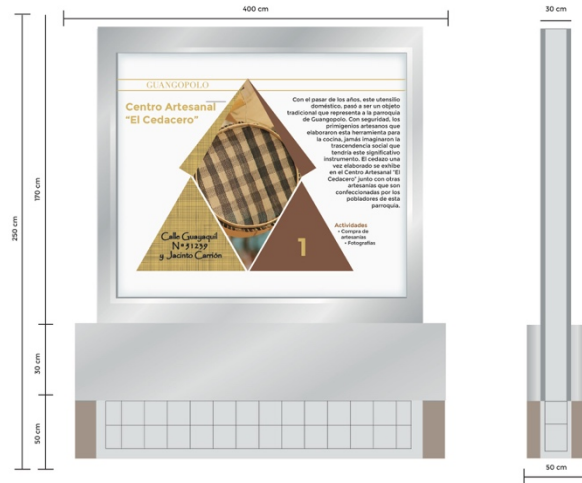 400 cm
30 cm
GUANGOPOLO
Centro Artesanal
"El Cedacero"
Con el pasar de los años, este utensilio
doméstico, pasó a ser un objeto
tradicional que representa a la parroquia
de Guangopolo. Con seguridad, los
primigenios artesanos que
elaboraron esta herramienta para
la cocina, jamás imaginaron la
trascendencia social que
tendría este significativo
instrumento. El cedazo una
vez elaborado se exhibe
en el Centro Artesanal "El
Cedacero" junto con otras
artesanías que son
confeccionadas por los
pobladores de esta
parroquia.
Actividades
• Compra de
artesanías
• Fotografías
Calle Guayaquil
N°51239
y Jacinto Carrión
1
250 cm
170 cm
30 cm
50 cm
50 cm